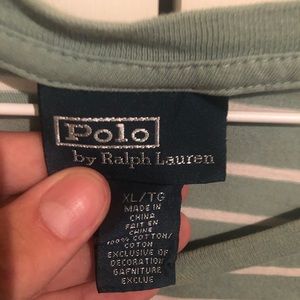 Polo
by Ralph Lauren
XL/TG
MADE IN
CHINA
FAIT EN
CHINE
100% COTTON/
COTON
EXCLUSIVE OF
DECORATION
GAFNITURE
EXCLUE